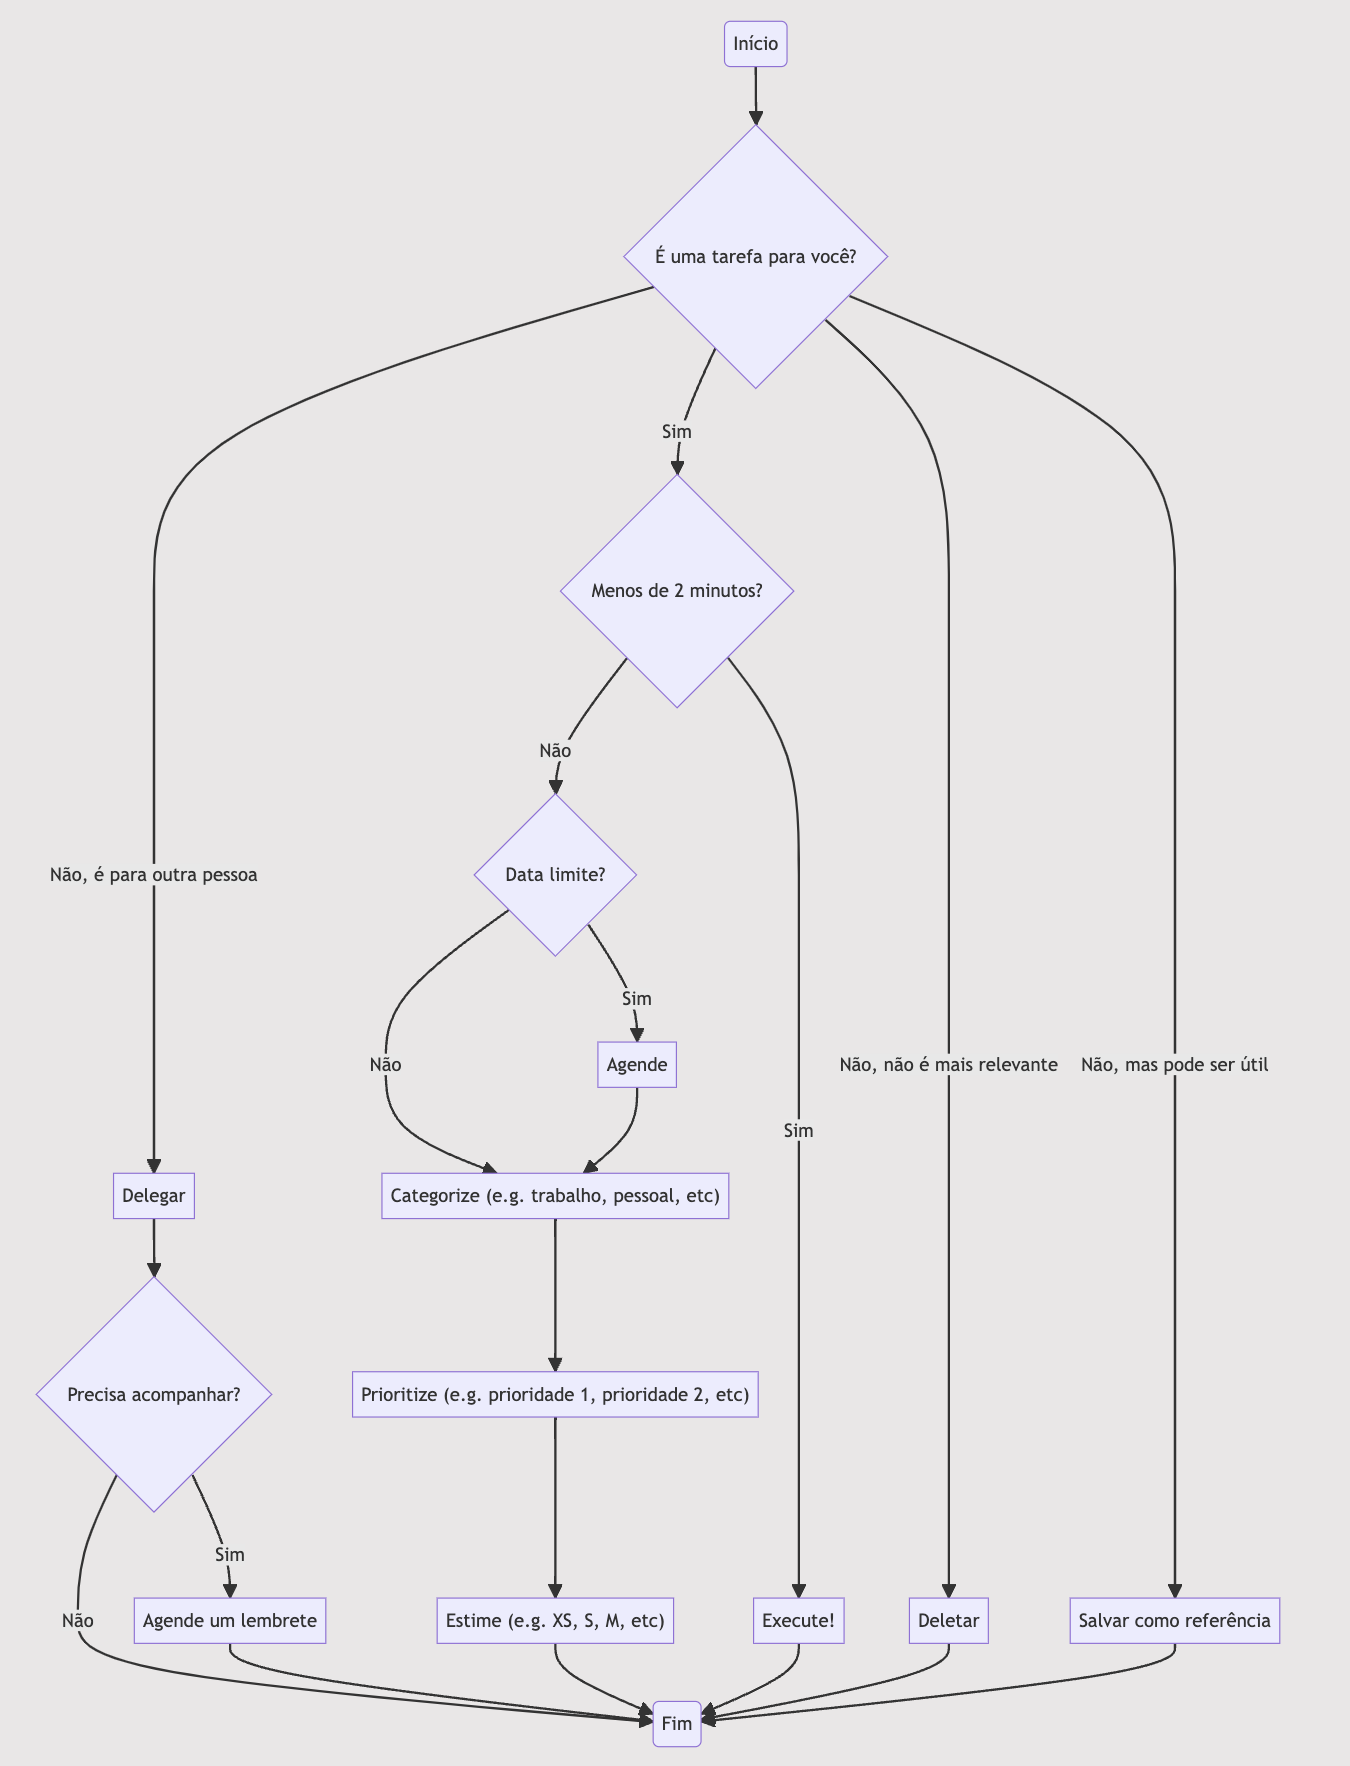 Início
É uma tarefa para você?
Sim
Menos de 2 minutos?
Não
Não, é para outra pessoa
Data limite?
Sim
Não
Agende
Não, não é mais relevante
Não, mas pode ser útil
Sim
Delegar
Categorize (e.g. trabalho, pessoal, etc)
Precisa acompanhar?
Prioritize (e.g. prioridade 1, prioridade 2, etc)
Sim
Não
Agende um lembrete
Estime (e.g. XS, S, M, etc)
Execute!
Deletar
Salvar como referência
Fim